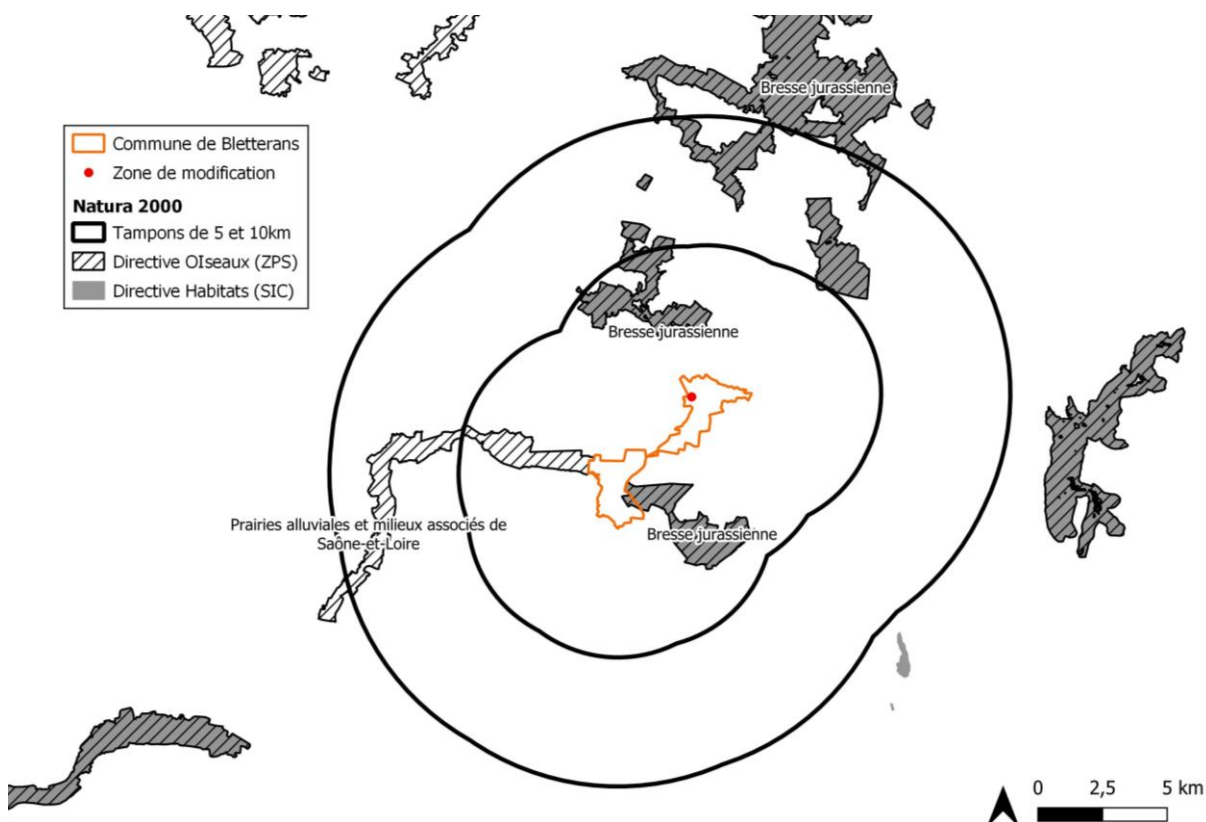 Bresse jurassienne
Commune de Bletterans
Zone de modification
Natura 2000
Tampons de 5 et 10km
Directive OIseaux (ZPS)
Directive Habitats (SIC)
Bresse jurassienne
Prairies alluviales et milieux associés de
Saône-et-Loire
Bresse jurassienne
0 2,5 5 km